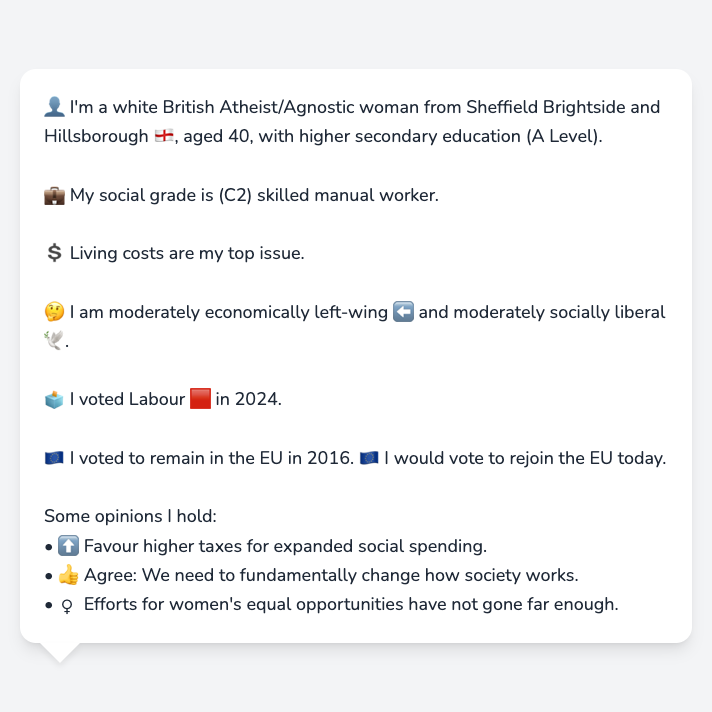 👤 I'm a white British Atheist/Agnostic woman from Sheffield Brightside and
Hillsborough 🏴󠁧󠁢󠁥󠁮󠁧󠁿, aged 40, with higher secondary education (A Level).
💼 My social grade is (C2) skilled manual worker.
💲 Living costs are my top issue.
🤔 I am moderately economically left-wing ⬅️ and moderately socially liberal
🕊️.
🗳️ I voted Labour 🟥 in 2024.
🇪🇺 I voted to remain in the EU in 2016. 🇪🇺 I would vote to rejoin the EU today.
Some opinions I hold:
• ⬆️ Favour higher taxes for expanded social spending.
• 👍 Agree: We need to fundamentally change how society works.
• ♀ Efforts for women's equal opportunities have not gone far enough.